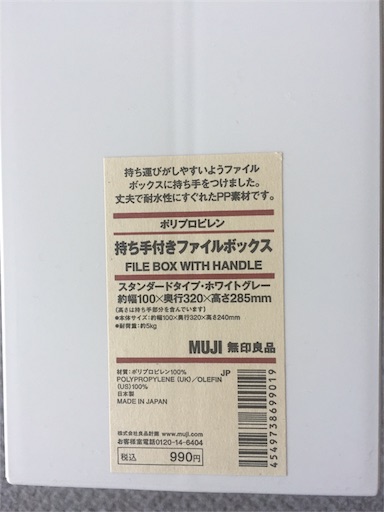 持ち運びがしやすいようファイル
ボックスに持ち手をつけました。
丈夫で耐水性にすぐれたPP素材です。
ポリプロピレン
持ち手付きファイルボックス
FILE BOX WITH HANDLE
スタンダードタイプ・ホワイトグレー
約幅100×奥行320×高さ285mm
(高さは持ち手部分を含んでいます)
●本体サイズ:約幅100×奥行320×高さ240mm
●耐荷重:約5kg
MUJI 無印良品
材質:ポリプロピレン100%
POLYPROPYLENE (UK)/OLEFIN
(US)100%
日本製
MADE IN JAPAN
JP
4549738699019
株式会社良品計画 www.muji.com
お客様室電話0120-14-6404
税込 990円